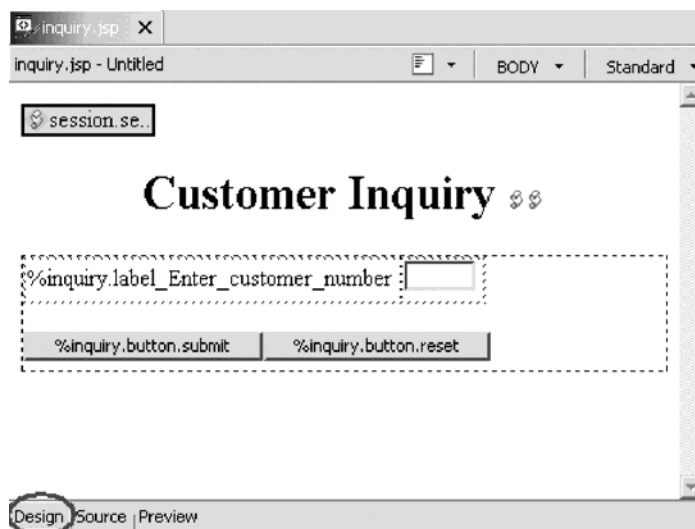 inquiry.jsp
inquiry.jsp - Untitled BODY Standard
session.se..
Customer Inquiry
%inquiry.label_Enter_customer_number
%inquiry.button.submit %inquiry.button.reset
Design Source Preview